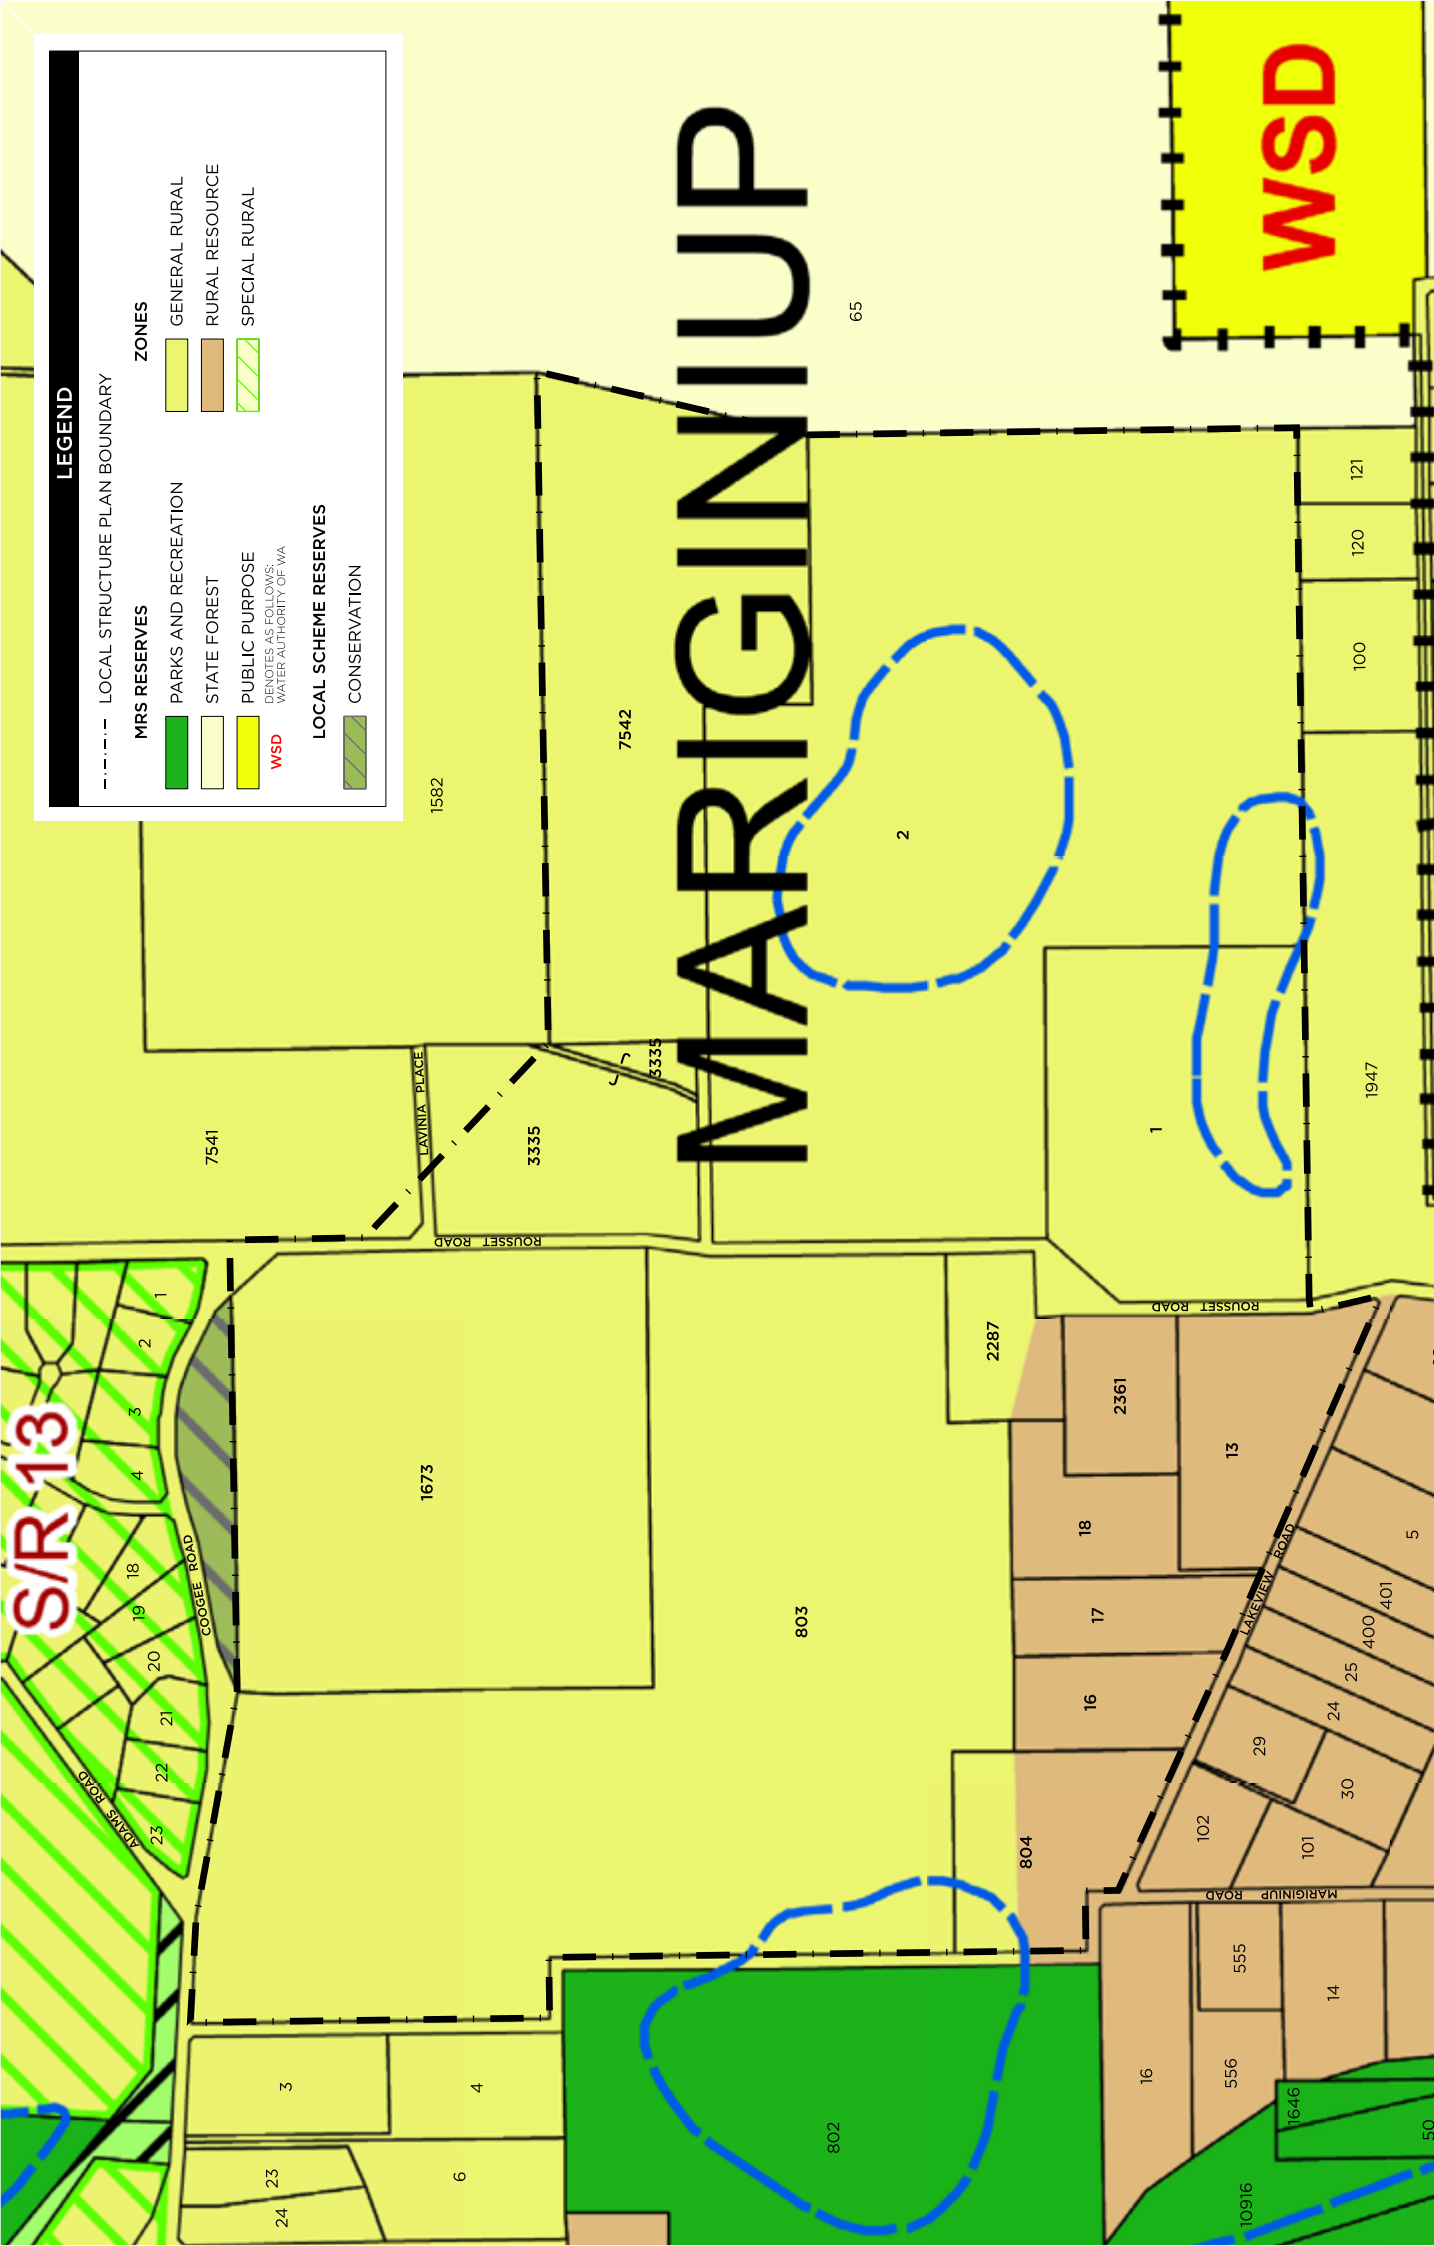 LEGEND
LOCAL STRUCTURE PLAN BOUNDARY
MRS RESERVES
PARKS AND RECREATION
STATE FOREST
PUBLIC PURPOSE
DENOTES AS FOLLOWS:
WSD
WATER AUTHORITY OF WA
LOCAL SCHEME RESERVES
CONSERVATION
ZONES
GENERAL RURAL
RURAL RESOURCE
SPECIAL RURAL
MARIGINIUP
WSD
S/R 13
65
1582
7542
7541
LAVINIA PLACE
3335
3335
ROUSSET ROAD
2
1
121
120
100
1947
ROUSSET ROAD
1
2
3
4
18
19
20
21
22
23
COOGEE ROAD
ADAMS ROAD
1673
803
2287
2361
13
18
17
16
804
LAKEVIEW ROAD
5
401
400
25
24
29
30
102
101
MARIGINIUP ROAD
555
14
16
556
1646
50
10916
802
3
4
23
24
6